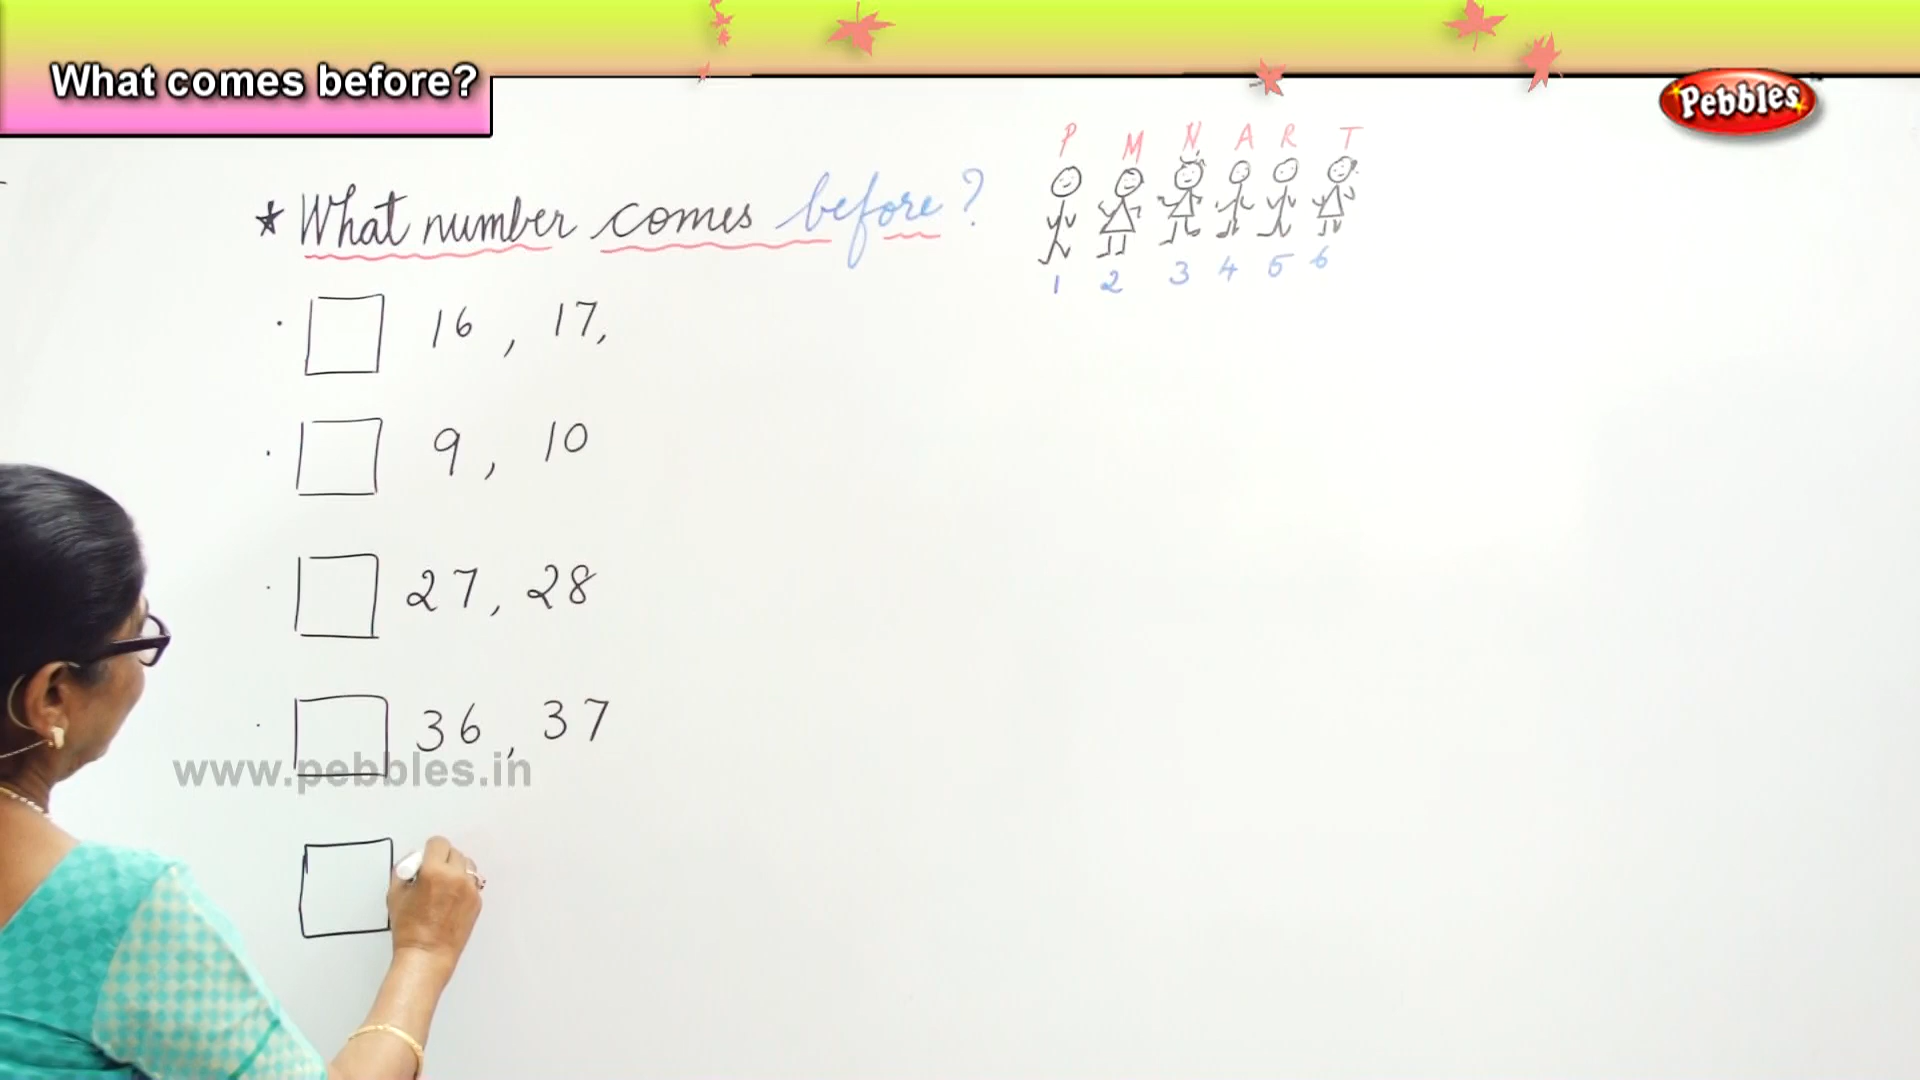 What comes before?
Pebbles
P M N A R T
★ What number comes before?
1 2 3 4 5 6
16, 17,
9, 10
27, 28
36, 37
www.pebbles.in